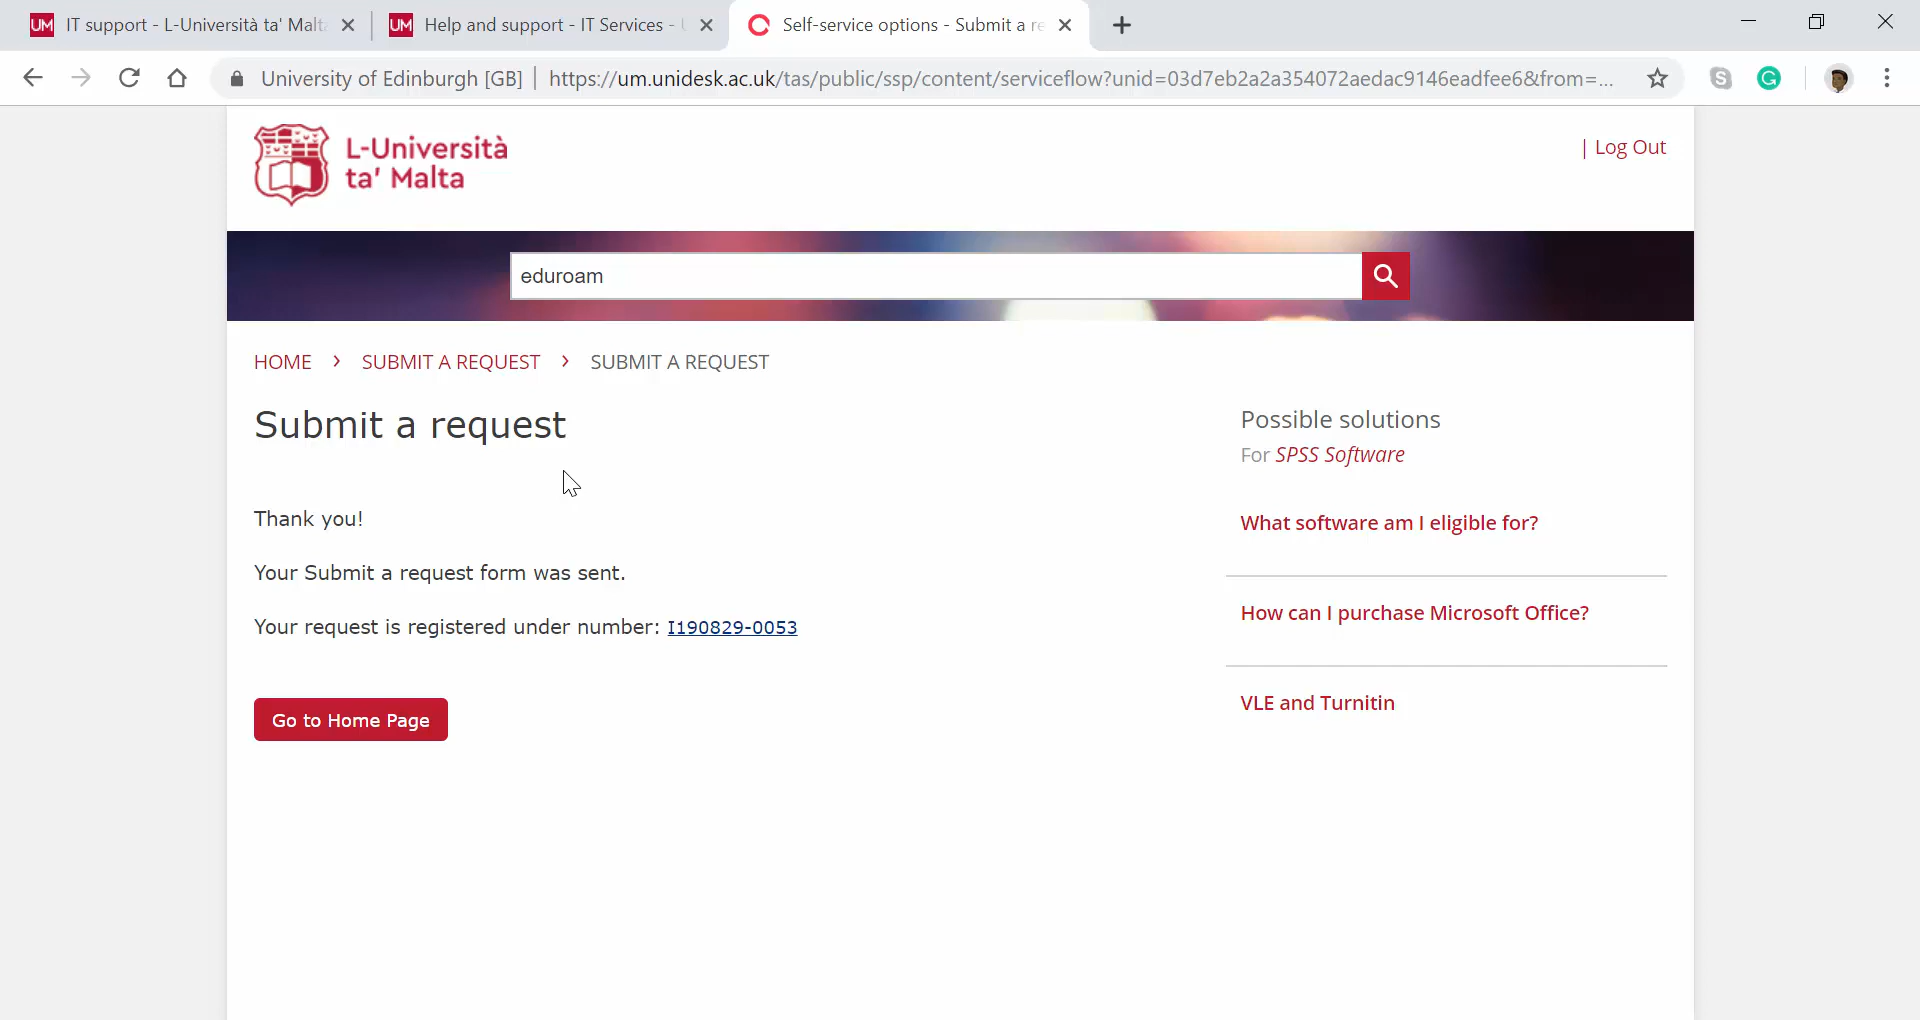 UM IT support - L-Università ta' Malta
UM Help and support - IT Services -
Self-service options - Submit a re
University of Edinburgh [GB] | https://um.unidesk.ac.uk/tas/public/ssp/content/serviceflow?unid=03d7eb2a2a354072aedac9146eadfee6&from=...
L-Università
ta' Malta
| Log Out
eduroam
HOME > SUBMIT A REQUEST > SUBMIT A REQUEST
Submit a request
Thank you!
Your Submit a request form was sent.
Your request is registered under number: I190829-0053
Go to Home Page
Possible solutions
For SPSS Software
What software am I eligible for?
How can I purchase Microsoft Office?
VLE and Turnitin